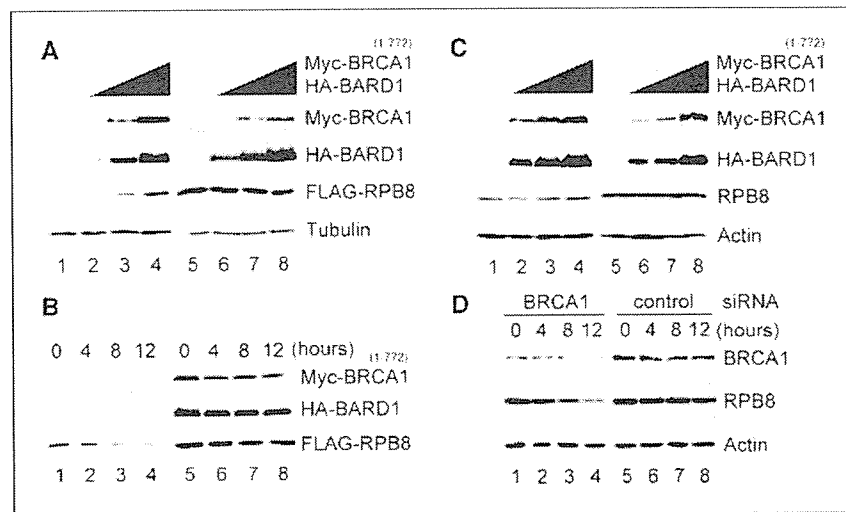 A
(1-772)
Myc-BRCA1
HA-BARD1
Myc-BRCA1
HA-BARD1
FLAG-RPB8
Tubulin
1 2 3 4 5 6 7 8
B
0 4 8 12 0 4 8 12 (hours)
(1-772)
Myc-BRCA1
HA-BARD1
FLAG-RPB8
1 2 3 4 5 6 7 8
C
(1-772)
Myc-BRCA1
HA-BARD1
Myc-BRCA1
HA-BARD1
RPB8
Actin
1 2 3 4 5 6 7 8
D
BRCA1 control siRNA
0 4 8 12 0 4 8 12 (hours)
BRCA1
RPB8
Actin
1 2 3 4 5 6 7 8